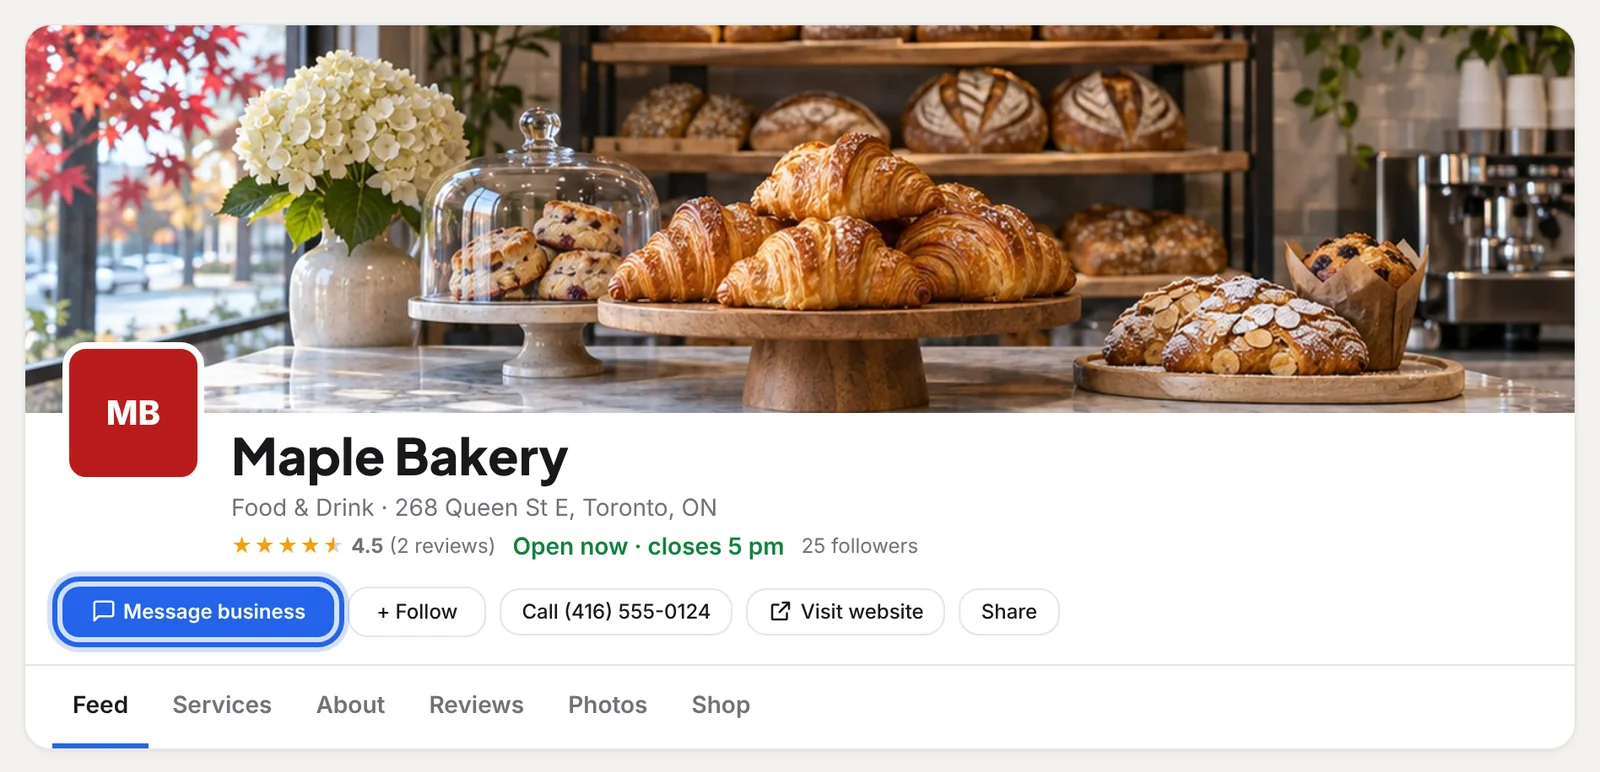 MB
Maple Bakery
Food & Drink · 268 Queen St E, Toronto, ON
4.5 (2 reviews) Open now · closes 5 pm 25 followers
Message business + Follow Call (416) 555-0124 Visit website Share
Feed Services About Reviews Photos Shop